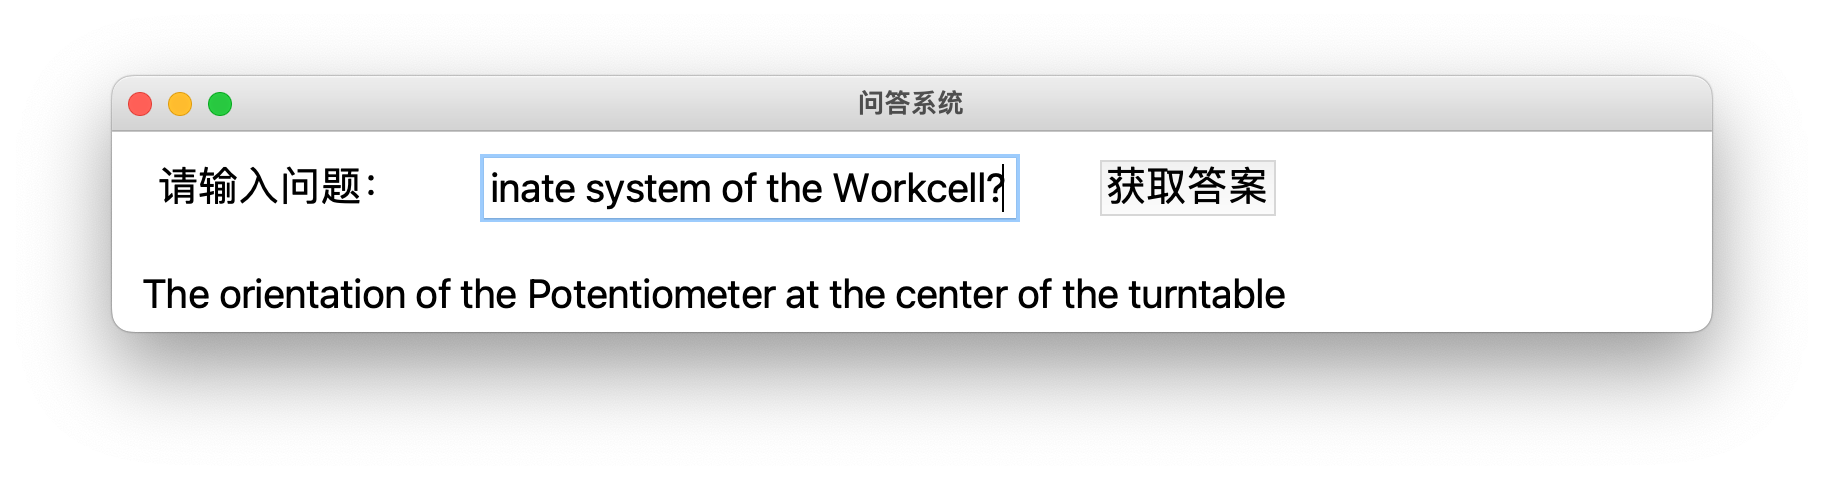 问答系统
请输入问题： inate system of the Workcell? 获取答案
The orientation of the Potentiometer at the center of the turntable